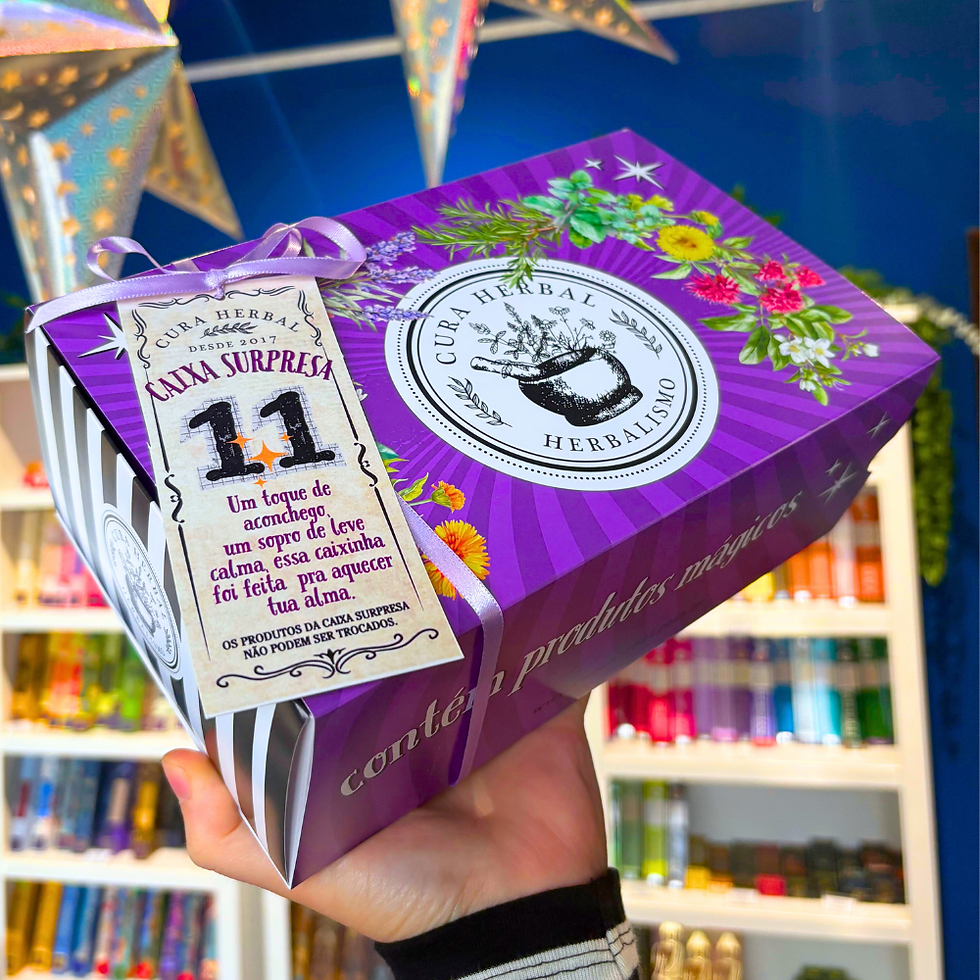 CURA HERBAL
DESDE 2017
CAIXA SURPRESA
11
Um toque de
aconchego,
um sopro de leve
calma, essa caixinha
foi feita pra aquecer
tua alma.
OS PRODUTOS DA CAIXA SURPRESA
NÃO PODEM SER TROCADOS.
CURA HERBAL
HERBALISMO
contém produtos mágicos